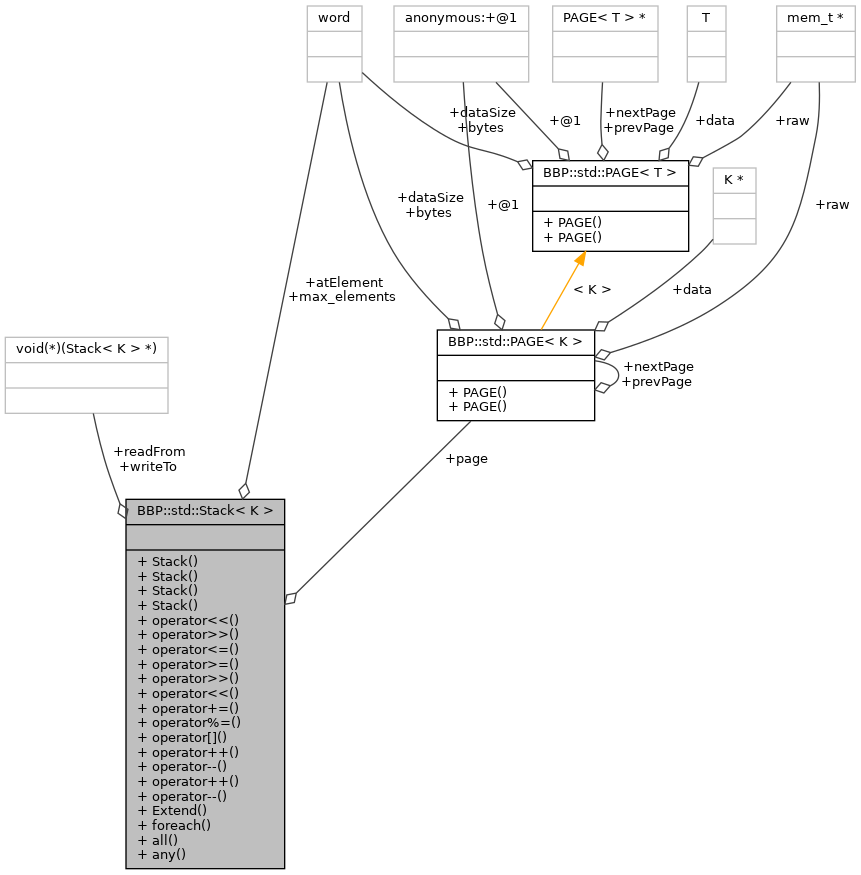 word
anonymous:+@1
PAGE< T > *
T
mem_t *
+dataSize
+bytes
+@1
+nextPage
+prevPage
+data
+raw
BBP::std::PAGE< T >
+ PAGE()
+ PAGE()
K *
+dataSize
+bytes
+@1
+raw
+atElement
+max_elements
< K >
+data
void(*)(Stack< K > *)
BBP::std::PAGE< K >
+ PAGE()
+ PAGE()
+nextPage
+prevPage
+readFrom
+writeTo
+page
BBP::std::Stack< K >
+ Stack()
+ Stack()
+ Stack()
+ Stack()
+ operator<<()
+ operator>>()
+ operator<=()
+ operator>=()
+ operator>>()
+ operator<<()
+ operator+=()
+ operator%=()
+ operator[]()
+ operator++()
+ operator--()
+ operator++()
+ operator--()
+ Extend()
+ foreach()
+ all()
+ any()